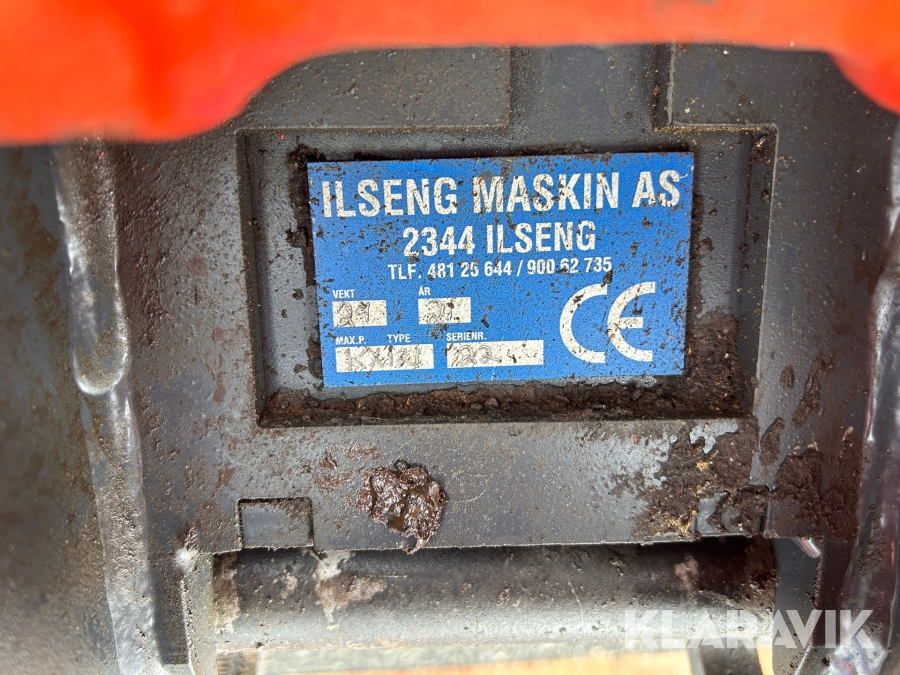 ILSENG MASKIN AS
2344 ILSENG
TLF. 481 25 644 / 900 62 735
VEKT ÅR
MAX.P. TYPE SERIENR.
CE
KLARAVIK